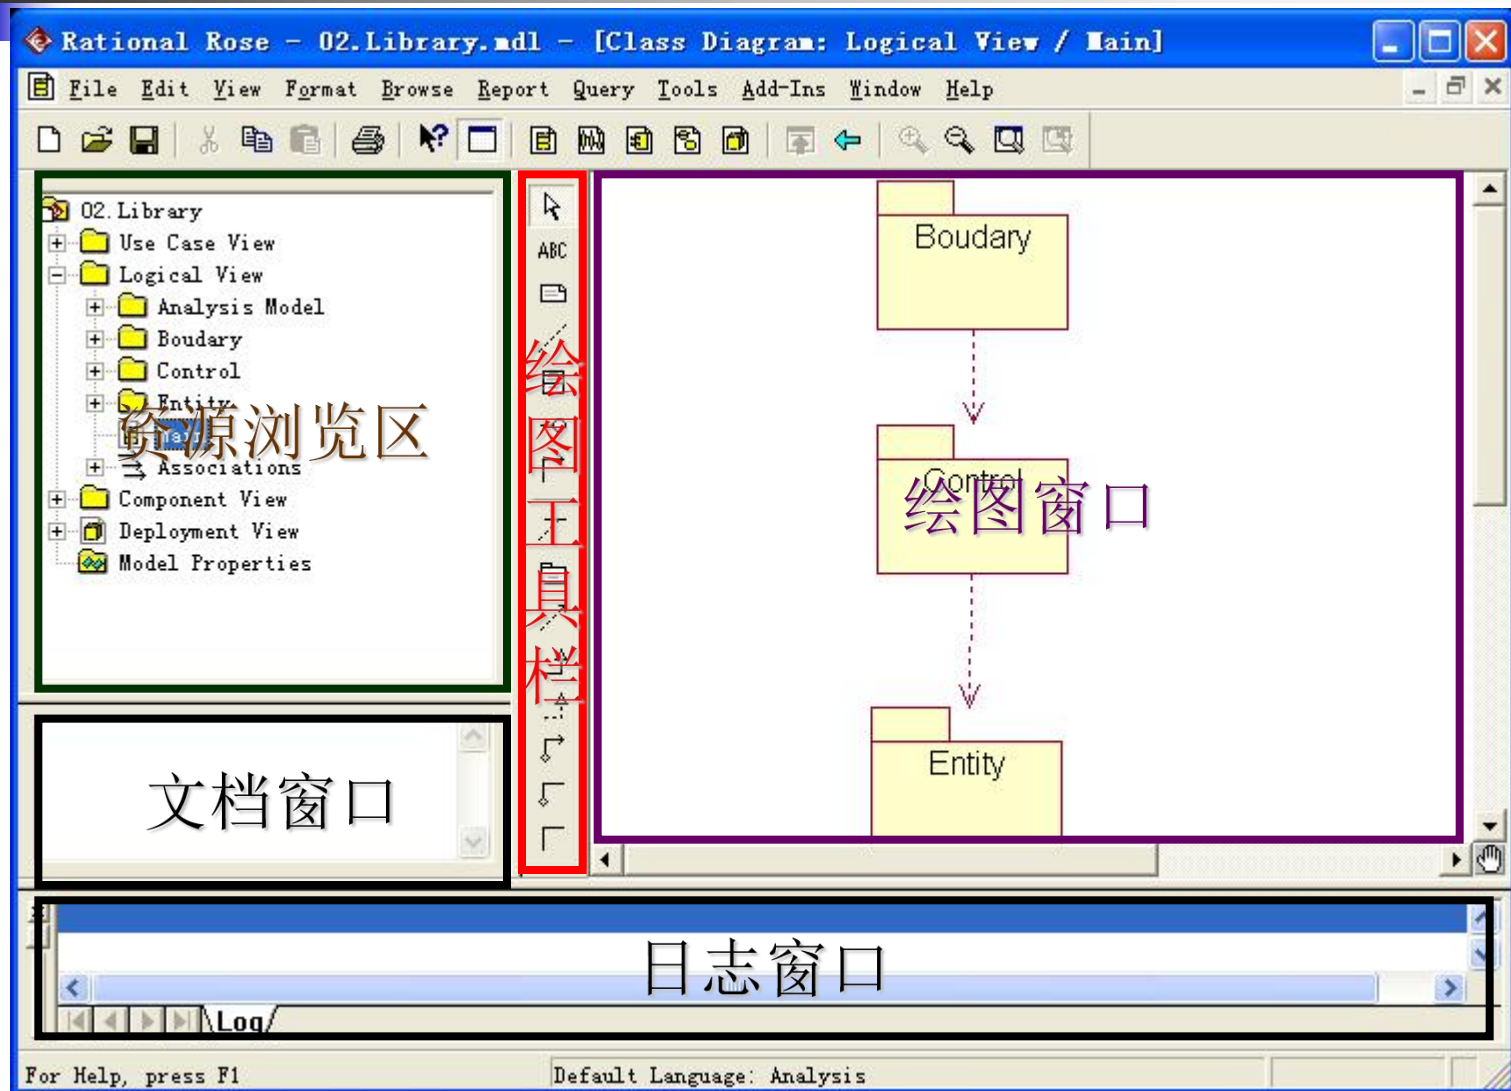 Rational Rose - 02.Library.mdl - [Class Diagram: Logical View / Main]
File Edit View Format Browse Report Query Tools Add-Ins Window Help
02.Library
Use Case View
Logical View
Analysis Model
Boudary
Control
Entity
Main
Associations
Component View
Deployment View
Model Properties
资源浏览区
ABC
绘图工具栏
Boudary
Control
绘图窗口
Entity
文档窗口
日志窗口
Log
For Help, press F1
Default Language: Analysis